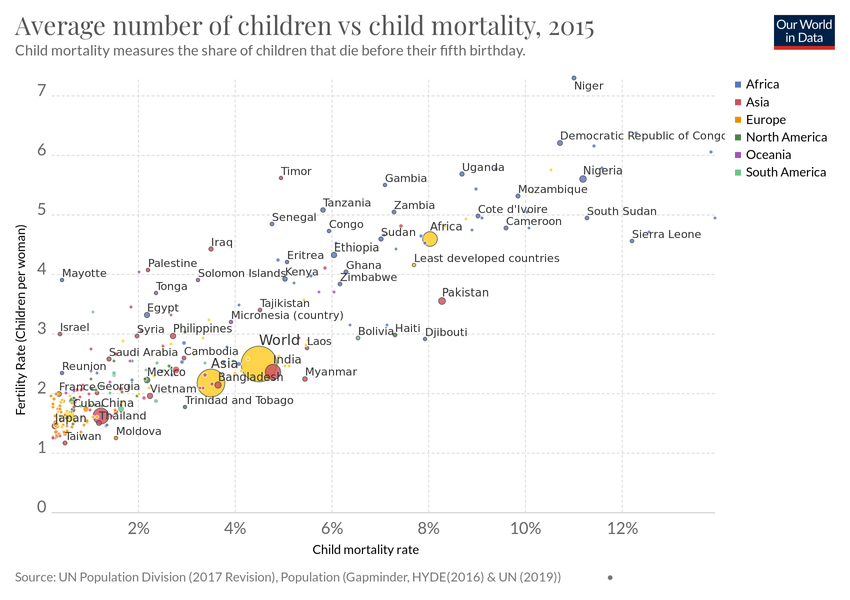 Average number of children vs child mortality, 2015
Child mortality measures the share of children that die before their fifth birthday.
Our World
in Data
Africa
Asia
Europe
North America
Oceania
South America
Fertility Rate (Children per woman)
7
6
5
4
3
2
1
0
Niger
Democratic Republic of Congo
Timor
Gambia
Uganda
Nigeria
Mozambique
Tanzania
Zambia
Cote d'Ivoire
South Sudan
Senegal
Congo
Sudan
Africa
Cameroon
Sierra Leone
Iraq
Ethiopia
Eritrea
Least developed countries
Palestine
Ghana
Mayotte
Solomon Islands
Kenya
Zimbabwe
Tonga
Pakistan
Egypt
Tajikistan
Micronesia (country)
Israel
Syria
Philippines
Bolivia
Haiti
Djibouti
World
Laos
Saudi Arabia
Cambodia
Asia
India
Reunion
Mexico
Bangladesh
Myanmar
France
Georgia
Vietnam
Trinidad and Tobago
Cuba
China
Japan
Thailand
Taiwan
Moldova
2%
4%
6%
8%
10%
12%
Child mortality rate
Source: UN Population Division (2017 Revision), Population (Gapminder, HYDE(2016) & UN (2019))